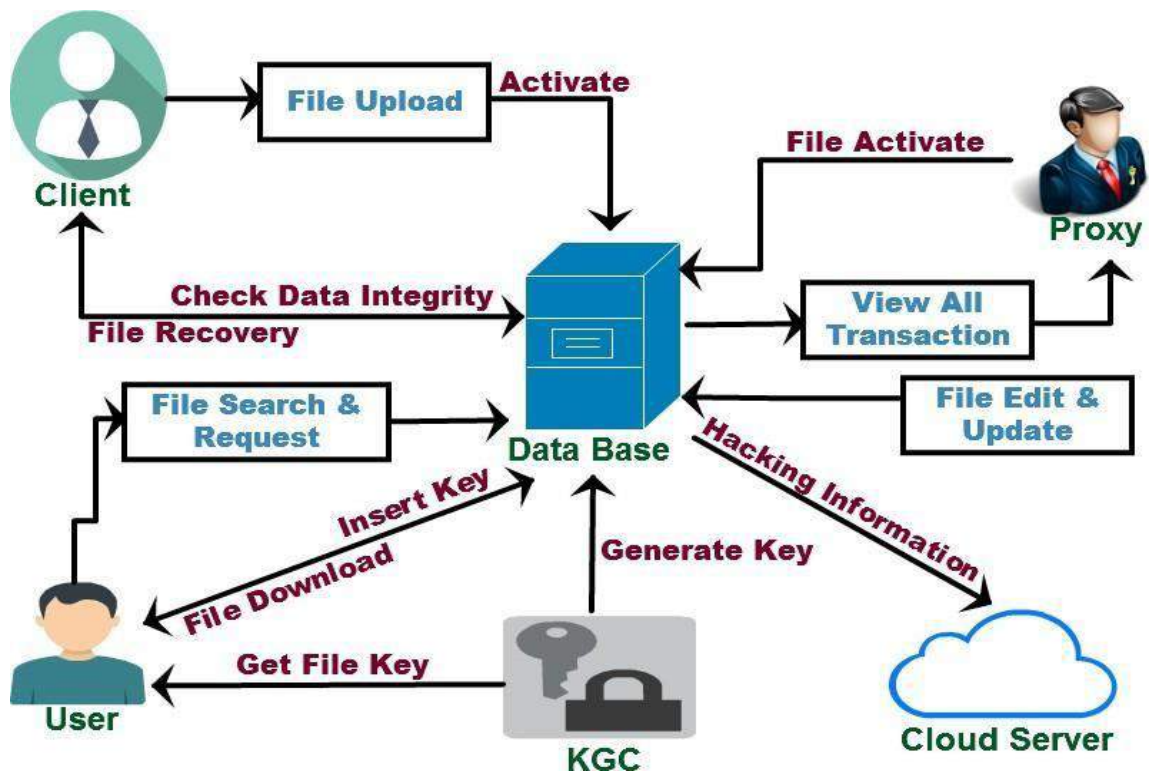 File Upload
Activate
Client
File Activate
Proxy
Check Data Integrity
File Recovery
View All
Transaction
File Search &
Request
Data Base
File Edit &
Update
Hacking Information
Insert Key
File Download
Generate Key
Get File Key
User
KGC
Cloud Server